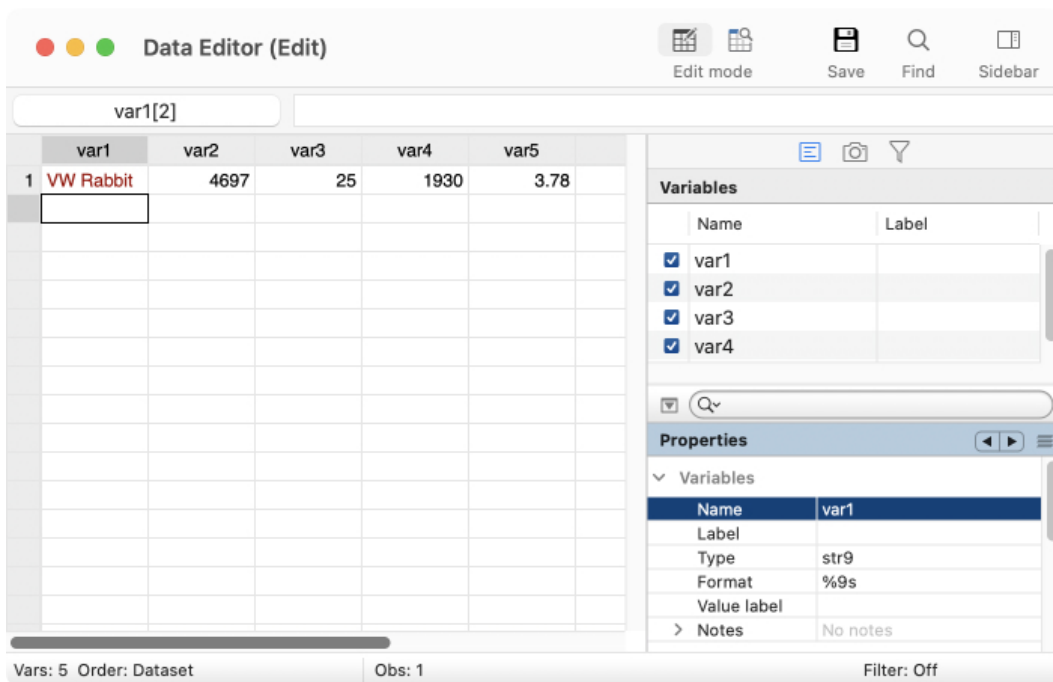 Data Editor (Edit)
Edit mode Save Find Sidebar
var1[2]
var1 var2 var3 var4 var5
1 VW Rabbit 4697 25 1930 3.78
Variables
Name Label
var1
var2
var3
var4
Properties
Variables
Name var1
Label
Type str9
Format %9s
Value label
Notes No notes
Vars: 5 Order: Dataset Obs: 1 Filter: Off